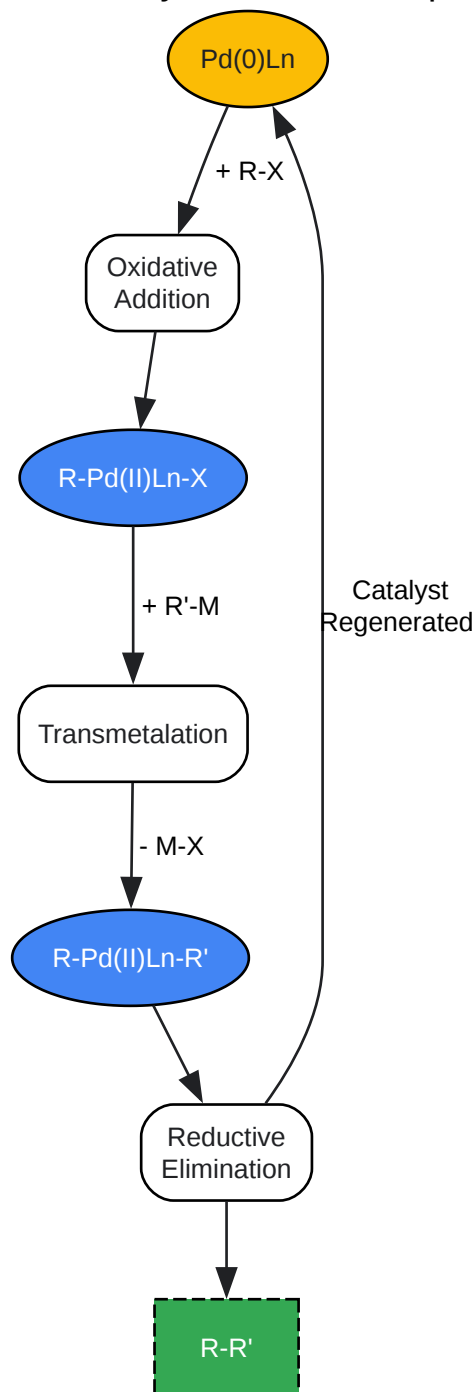 Pd(0)Ln
+ R-X
Oxidative
Addition
R-Pd(II)Ln-X
+ R'-M
Catalyst
Regenerated
Transmetalation
- M-X
R-Pd(II)Ln-R'
Reductive
Elimination
R-R'